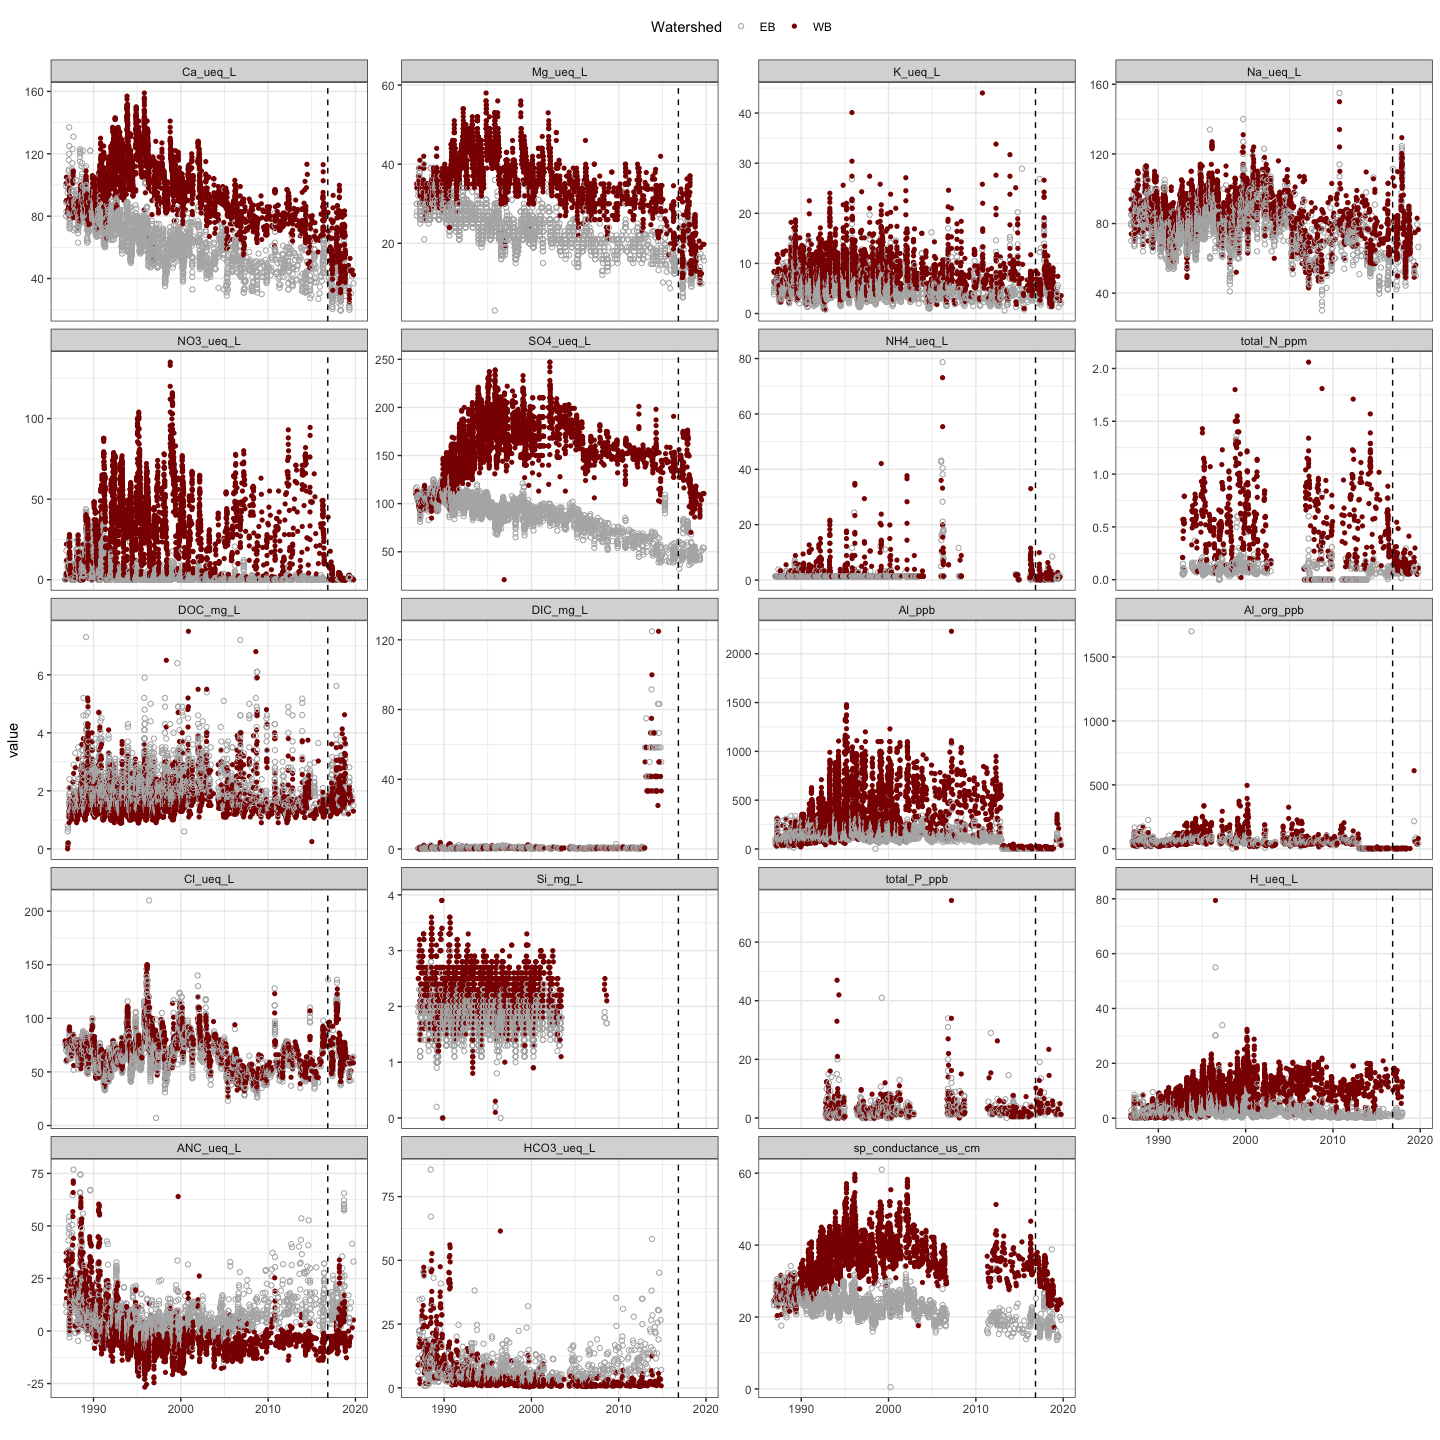 Watershed EB WB
Ca_ueq_L Mg_ueq_L K_ueq_L Na_ueq_L
160 120 80 40
60 40 20
40 30 20 10 0
160 120 80 40
NO3_ueq_L SO4_ueq_L NH4_ueq_L total_N_ppm
100 50 0
250 200 150 100 50
80 60 40 20 0
2.0 1.5 1.0 0.5 0.0
DOC_mg_L DIC_mg_L Al_ppb Al_org_ppb
6 4 2 0
120 80 40 0
2000 1500 1000 500 0
1500 1000 500 0
value
Cl_ueq_L Si_mg_L total_P_ppb H_ueq_L
200 150 100 50 0
4 3 2 1 0
60 40 20 0
80 60 40 20 0
1990 2000 2010 2020
ANC_ueq_L HCO3_ueq_L sp_conductance_us_cm
75 50 25 0 -25
75 50 25 0
60 40 20 0
1990 2000 2010 2020
1990 2000 2010 2020
1990 2000 2010 2020